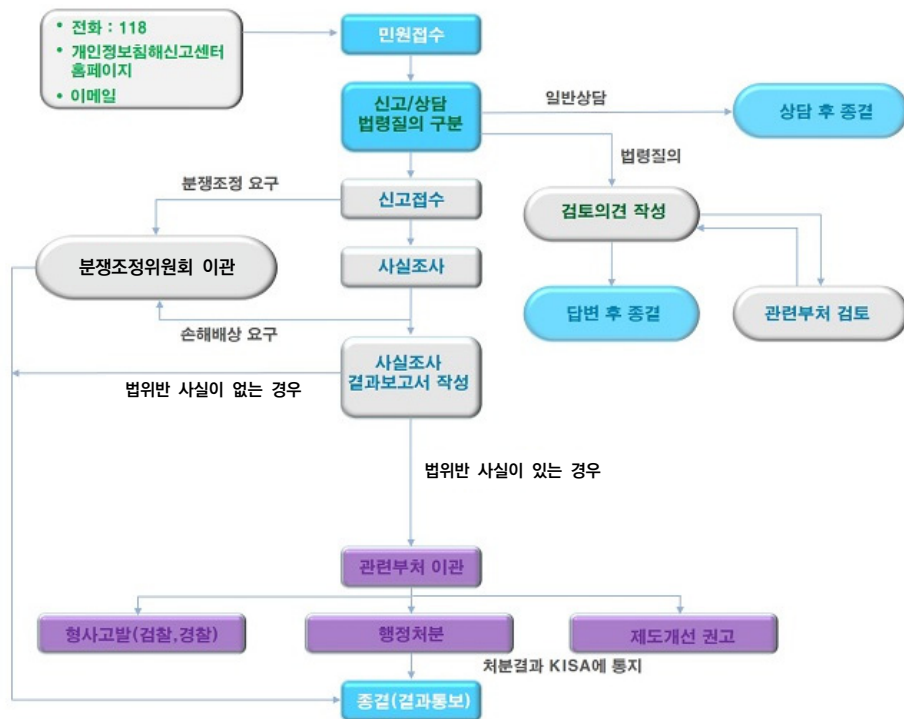 • 전화 : 118
• 개인정보침해신고센터
홈페이지
• 이메일
민원접수
신고/상담
법령질의 구분
일반상담
상담 후 종결
법령질의
분쟁조정 요구
신고접수
검토의견 작성
분쟁조정위원회 이관
사실조사
답변 후 종결
관련부처 검토
손해배상 요구
사실조사
결과보고서 작성
법위반 사실이 없는 경우
법위반 사실이 있는 경우
관련부처 이관
형사고발(검찰,경찰)
행정처분
제도개선 권고
처분결과 KISA에 통지
종결(결과통보)